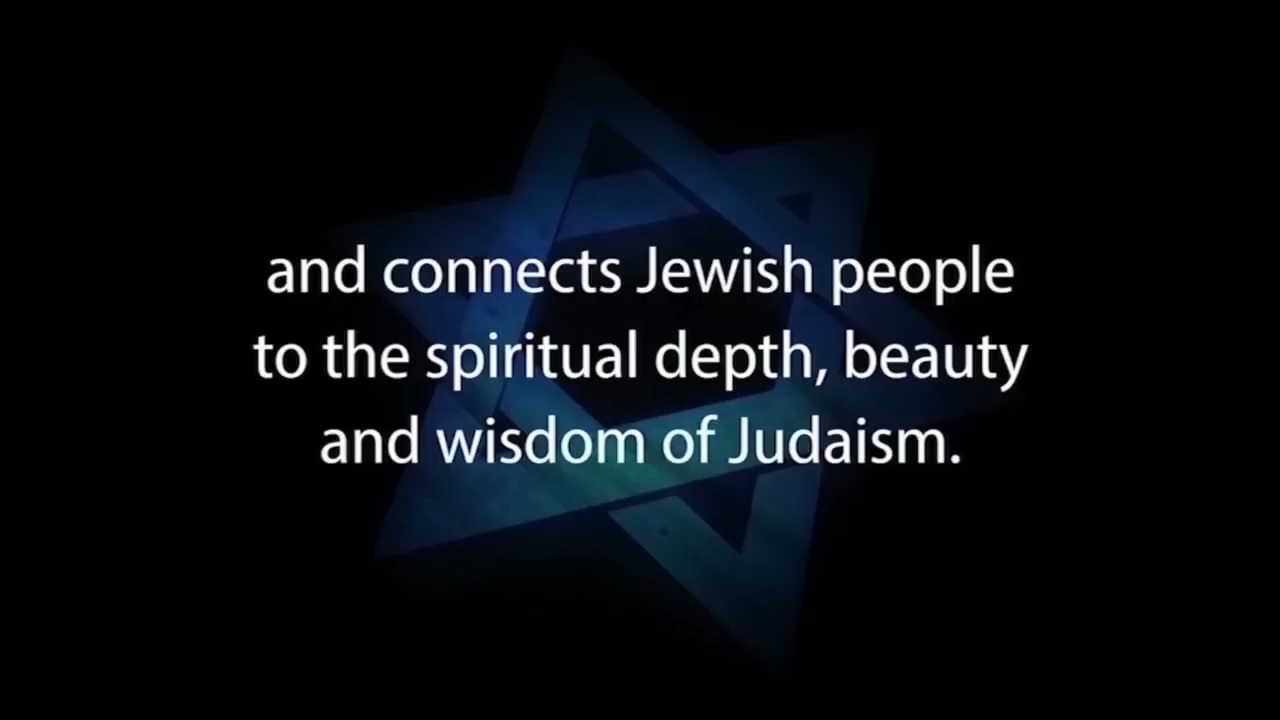 and connects Jewish people
to the spiritual depth, beauty
and wisdom of Judaism.